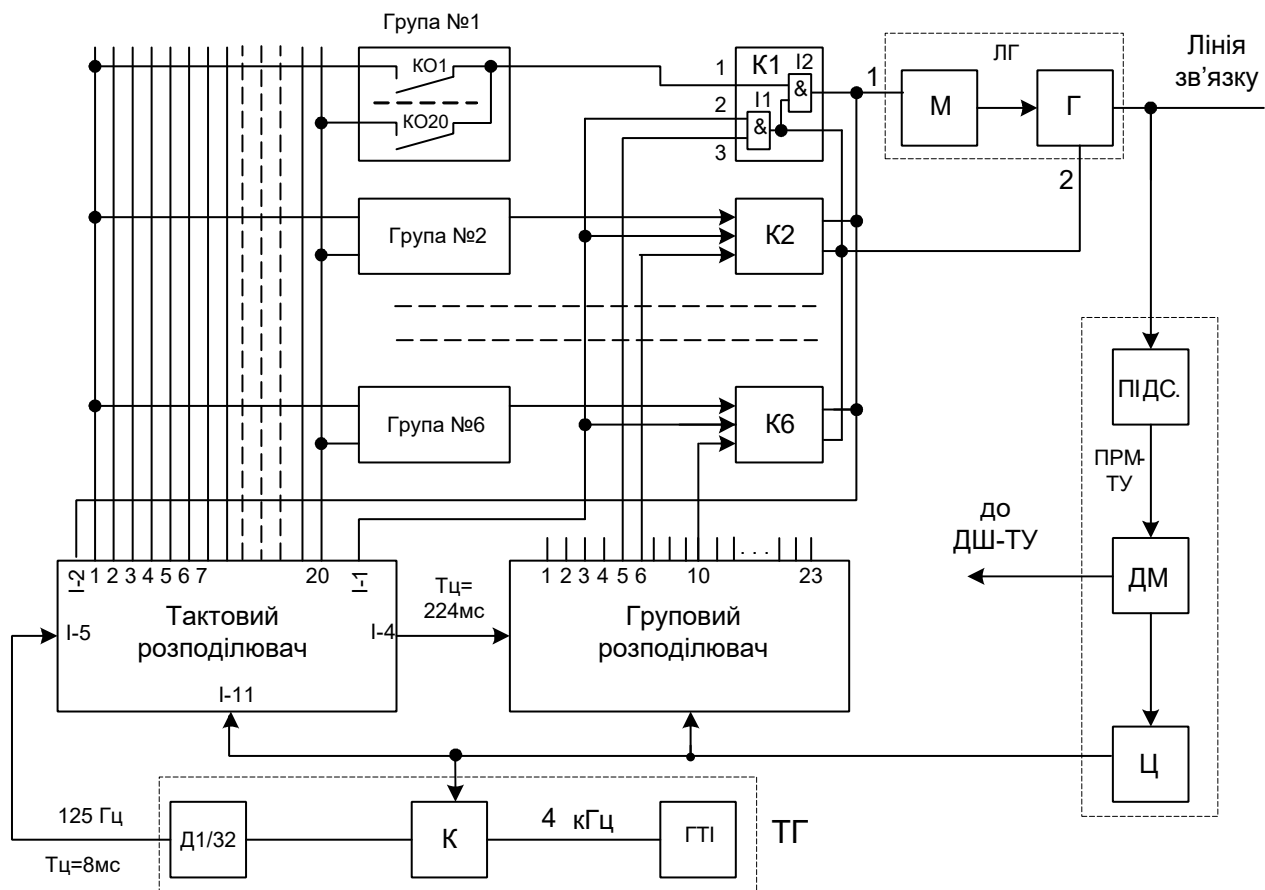 Група №1
КО1
КО20
1
2
3
К1
І1
&
І2
&
1
ЛГ
М
Г
2
Лінія
зв’язку
Група №2
К2
Група №6
К6
ПІДС.
ПРМ-
ТУ
до
ДШ-ТУ
ДМ
Ц
І-2
1
2
3
4
5
6
7
20
І-1
І-5
Тактовий
розподілювач
І-4
І-11
Тц=
224мс
1
2
3
4
5
6
10
. . .
23
Груповий
розподілювач
125 Гц
Тц=8мс
Д1/32
К
4 кГц
ГТІ
ТГ